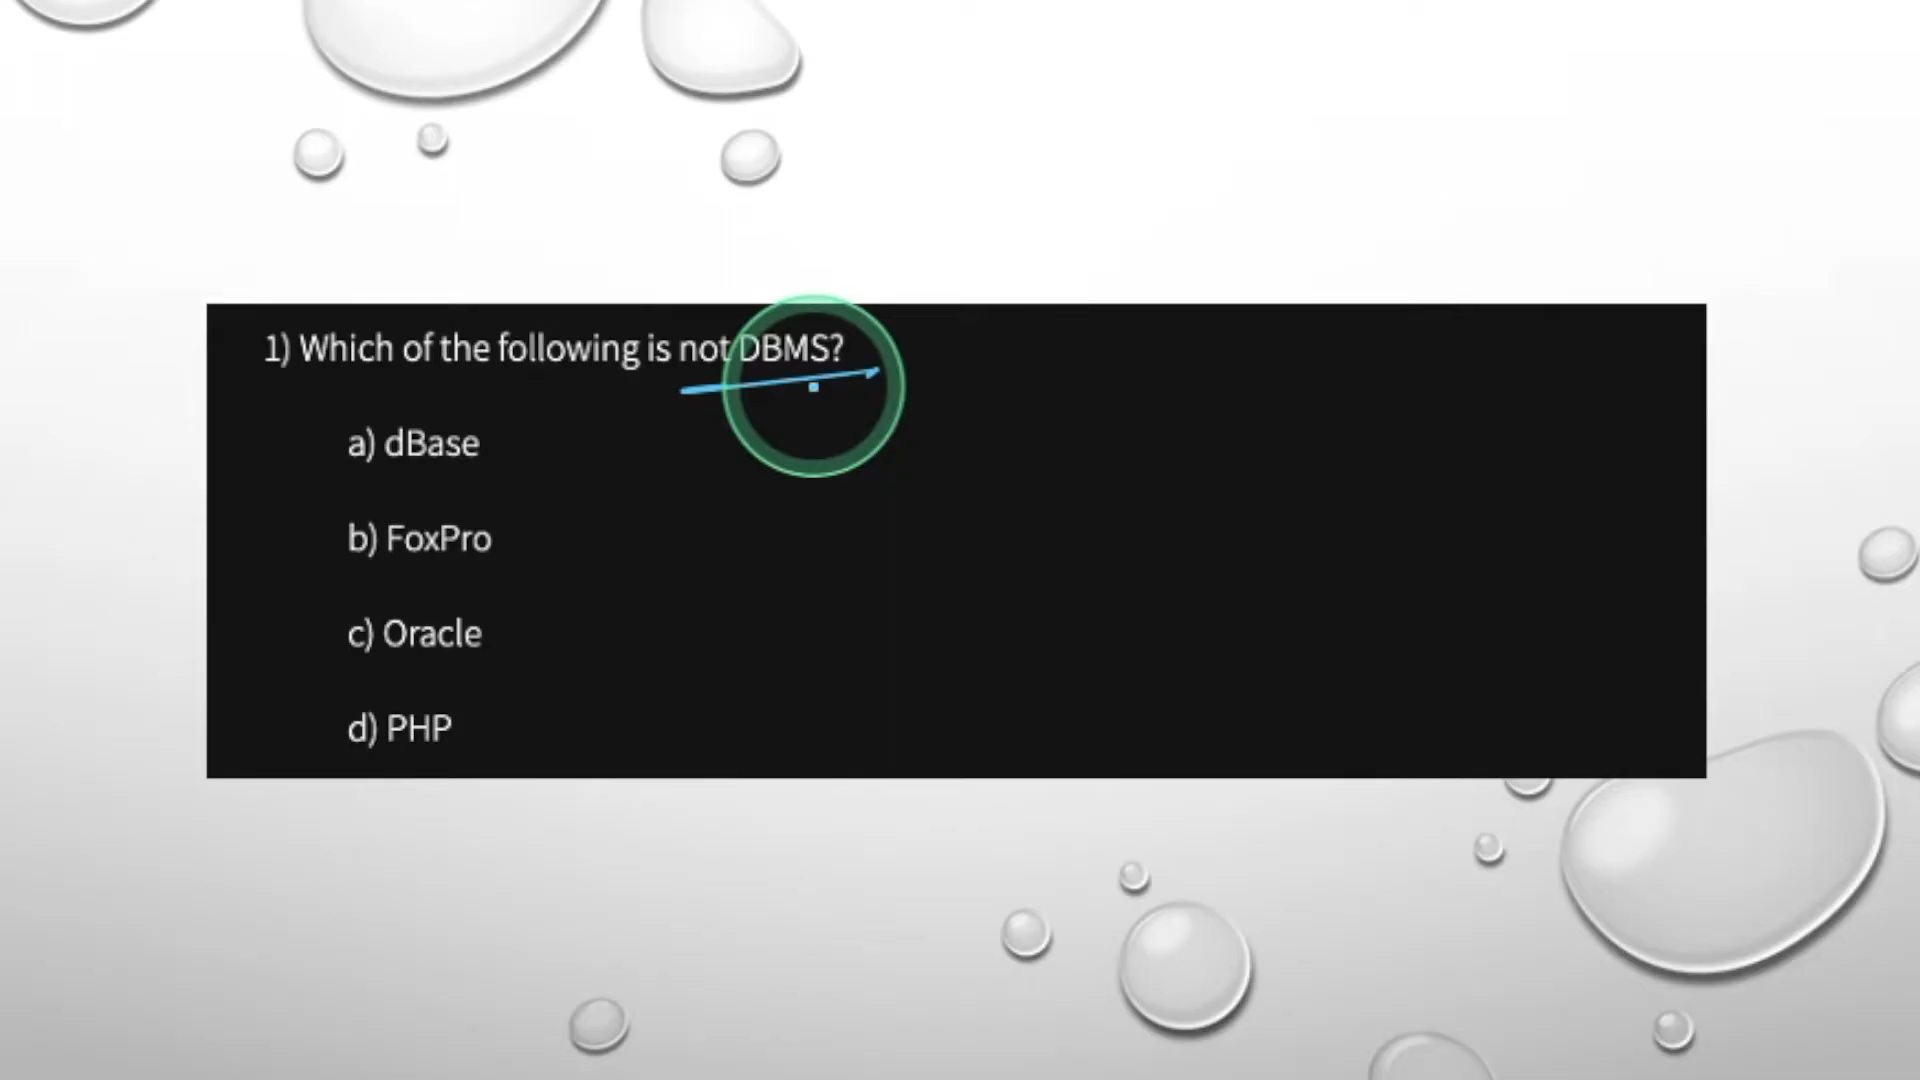 1) Which of the following is not DBMS?
a) dBase
b) FoxPro
c) Oracle
d) PHP